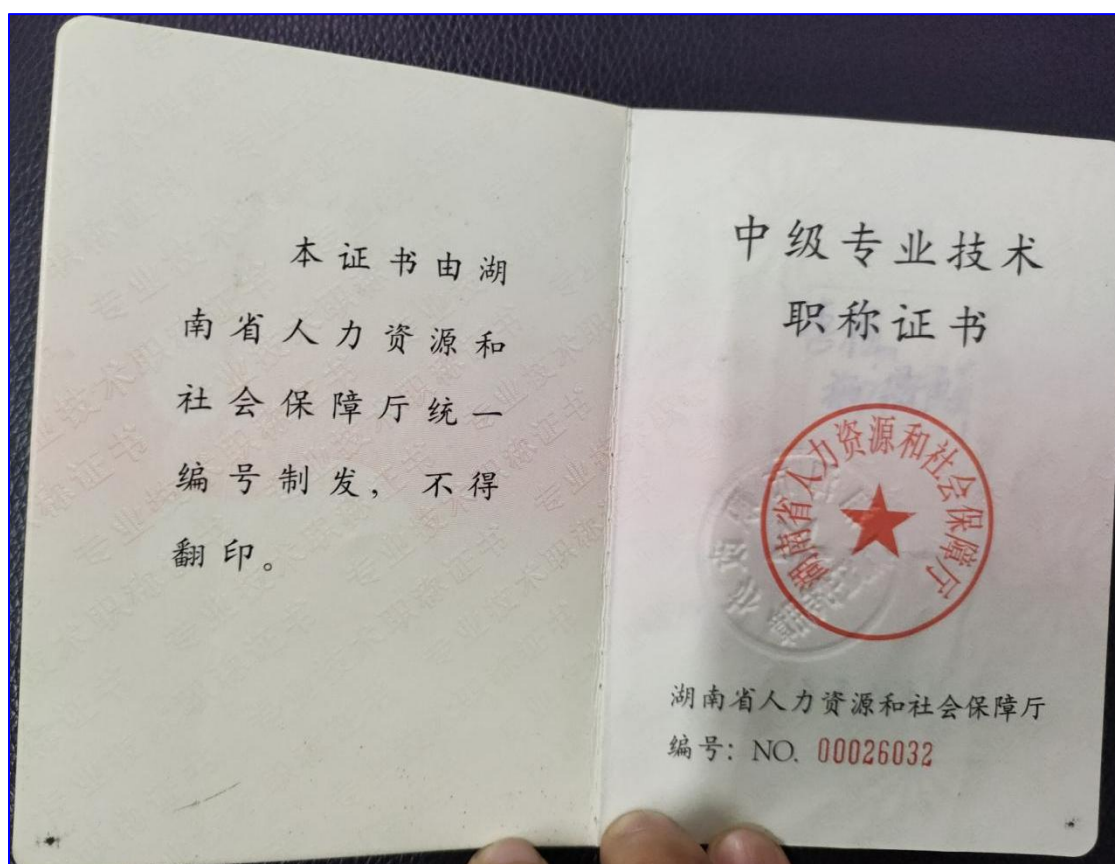 本证书由湖
南省人力资源和
社会保障厅统一
编号制发，不得
翻印。
中级专业技术
职称证书
湖南省人力资源和社会保障厅
湖南省人力资源和社会保障厅
编号：NO. 00026032